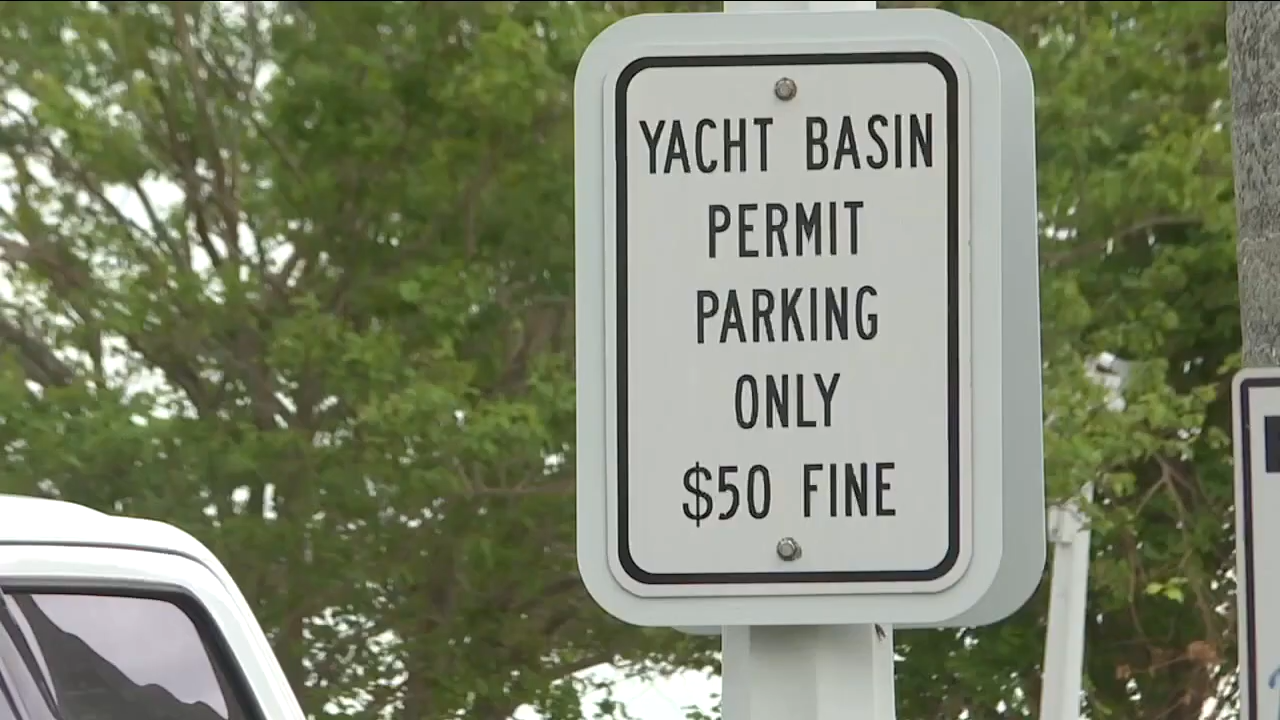 YACHT BASIN
PERMIT
PARKING
ONLY
$50 FINE